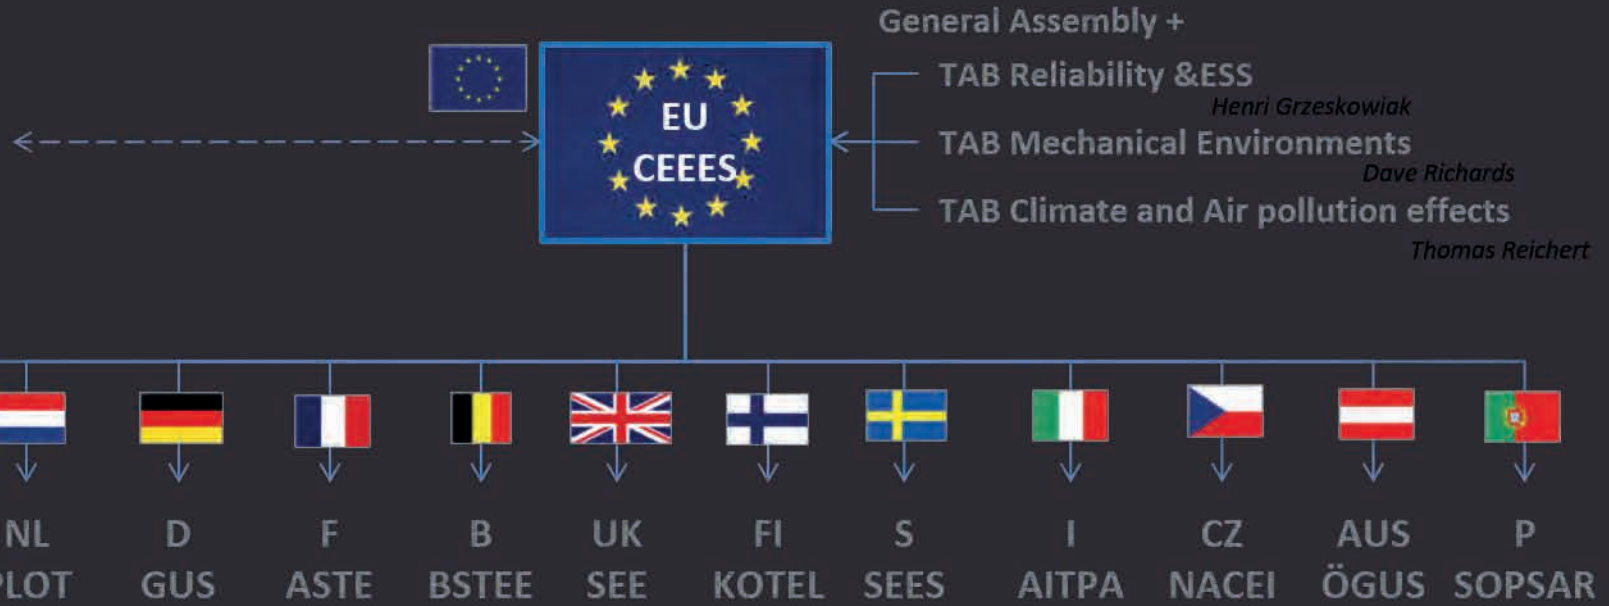 General Assembly +
EU
CEEES
TAB Reliability &ESS
Henri Grzeskowiak
TAB Mechanical Environments
Dave Richards
TAB Climate and Air pollution effects
Thomas Reichert
NL D F B UK FI S I CZ AUS P
PLOT GUS ASTE BSTEE SEE KOTEL SEES AITPA NACEI ÖGUS SOPSAR